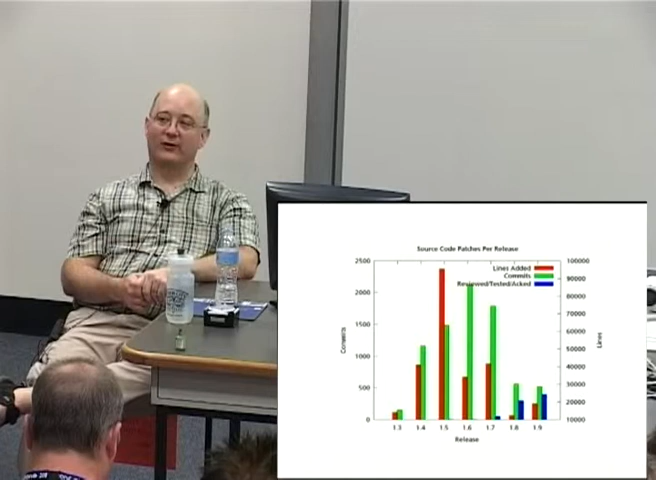 Source Code Patches Per Release
Lines Added
Commits
Reviewed/Tested/Acked
2500
2000
1500
1000
500
0
100000
90000
80000
70000
60000
50000
40000
30000
20000
10000
Commits
Lines
1.3 1.4 1.5 1.6 1.7 1.8 1.9
Release